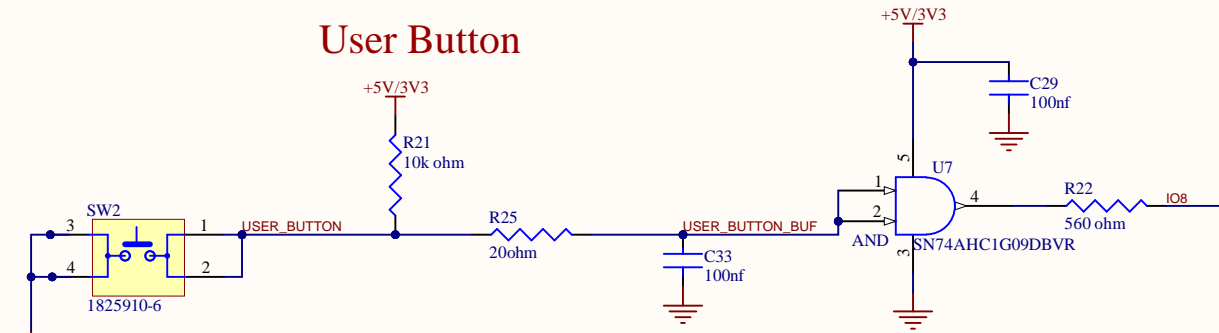 User Button
+5V/3V3
+5V/3V3
C29
100nf
R21
10k ohm
5
U7
SW2
3
1
USER_BUTTON
R25
20ohm
USER_BUTTON_BUF
1
2
4
R22
560 ohm
IO8
AND
SN74AHC1G09DBVR
3
4
2
C33
100nf
1825910-6